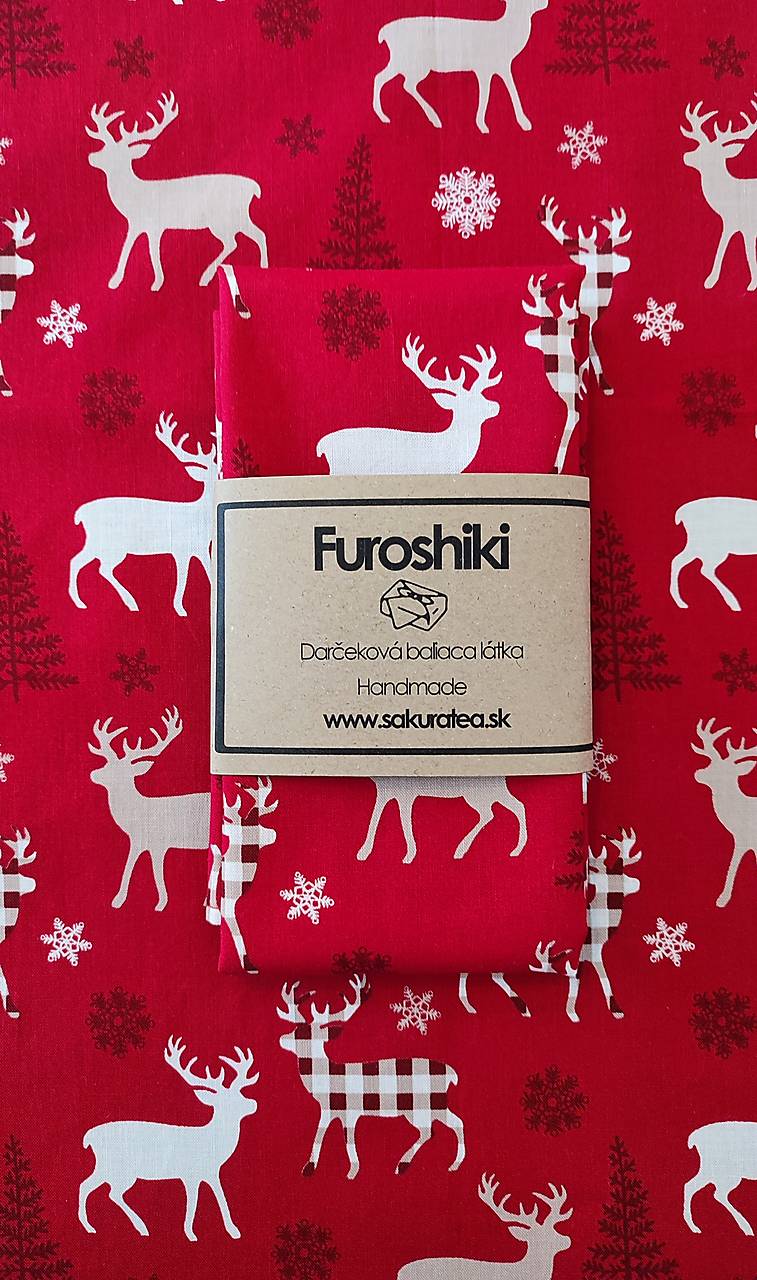 Furoshiki
Darčeková baliaca látka
Handmade
www.sakuratea.sk